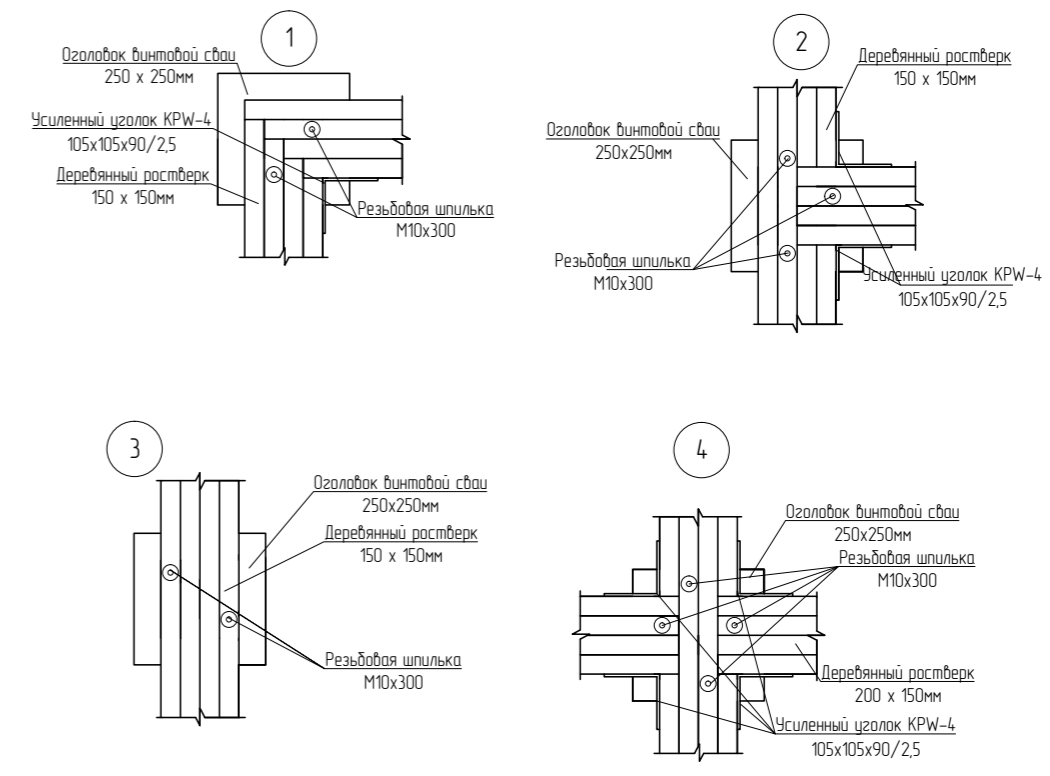 1
Оголовок винтовой сваи
250 х 250мм
Усиленный уголок KPW-4
105х105х90/2,5
Деревянный ростверк
150 х 150мм
Резьбовая шпилька
М10х300
2
Деревянный ростверк
150 х 150мм
Оголовок винтовой сваи
250х250мм
Резьбовая шпилька
М10х300
Усиленный уголок KPW-4
105х105х90/2,5
3
Оголовок винтовой сваи
250х250мм
Деревянный ростверк
150 х 150мм
Резьбовая шпилька
М10х300
4
Оголовок винтовой сваи
250х250мм
Резьбовая шпилька
М10х300
Деревянный ростверк
200 х 150мм
Усиленный уголок KPW-4
105х105х90/2,5